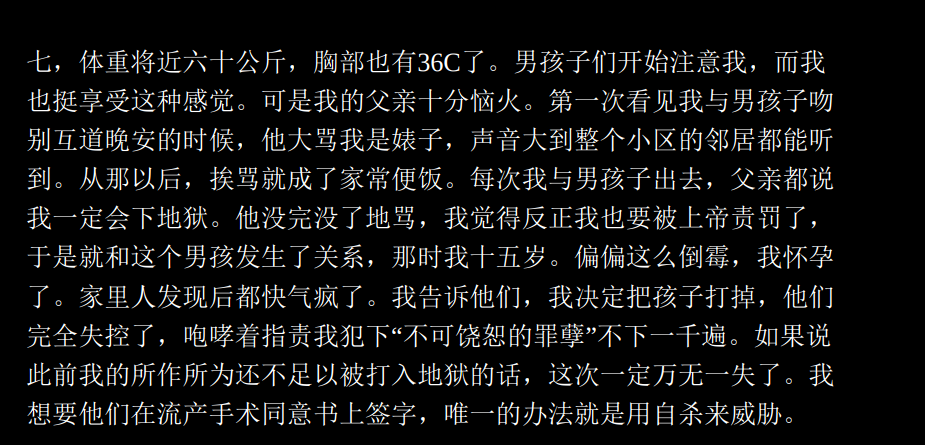 七，体重将近六十公斤，胸部也有36C了。男孩子们开始注意我，而我
也挺享受这种感觉。可是我的父亲十分恼火。第一次看见我与男孩子吻
别互道晚安的时候，他大骂我是婊子，声音大到整个小区的邻居都能听
到。从那以后，挨骂就成了家常便饭。每次我与男孩子出去，父亲都说
我一定会下地狱。他没完没了地骂，我觉得反正我也要被上帝责罚了，
于是就和这个男孩发生了关系，那时我十五岁。偏偏这么倒霉，我怀孕
了。家里人发现后都快气疯了。我告诉他们，我决定把孩子打掉，他们
完全失控了，咆哮着指责我犯下“不可饶恕的罪孽”不下一千遍。如果说
此前我的所作所为还不足以被打入地狱的话，这次一定万无一失了。我
想要他们在流产手术同意书上签字，唯一的办法就是用自杀来威胁。